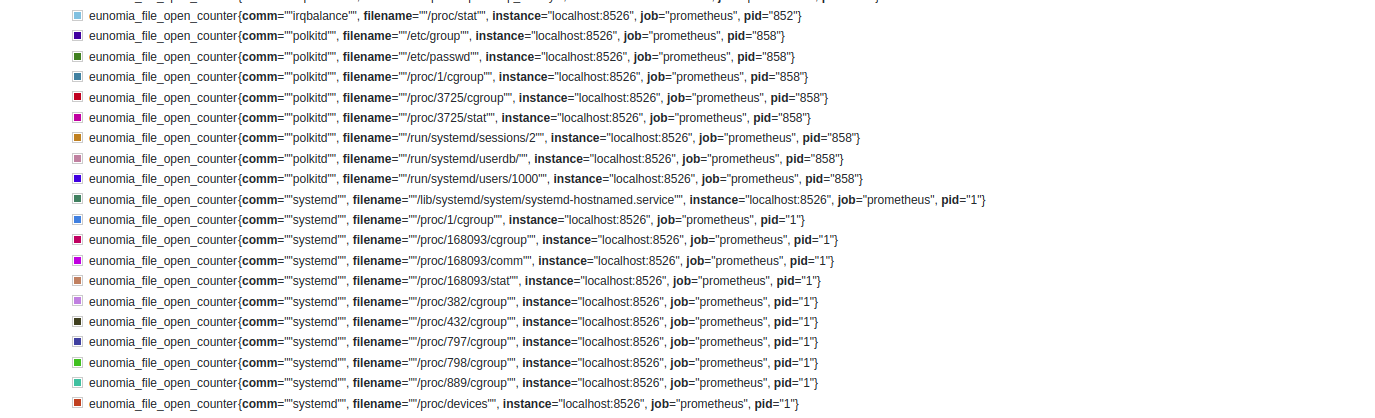 eunomia_file_open_counter{comm=""irqbalance"", filename=""/proc/stat"", instance="localhost:8526", job="prometheus", pid="852"}
eunomia_file_open_counter{comm=""polkitd"", filename=""/etc/group"", instance="localhost:8526", job="prometheus", pid="858"}
eunomia_file_open_counter{comm=""polkitd"", filename=""/etc/passwd"", instance="localhost:8526", job="prometheus", pid="858"}
eunomia_file_open_counter{comm=""polkitd"", filename=""/proc/1/cgroup"", instance="localhost:8526", job="prometheus", pid="858"}
eunomia_file_open_counter{comm=""polkitd"", filename=""/proc/3725/cgroup"", instance="localhost:8526", job="prometheus", pid="858"}
eunomia_file_open_counter{comm=""polkitd"", filename=""/proc/3725/stat"", instance="localhost:8526", job="prometheus", pid="858"}
eunomia_file_open_counter{comm=""polkitd"", filename=""/run/systemd/sessions/2"", instance="localhost:8526", job="prometheus", pid="858"}
eunomia_file_open_counter{comm=""polkitd"", filename=""/run/systemd/userdb/"", instance="localhost:8526", job="prometheus", pid="858"}
eunomia_file_open_counter{comm=""polkitd"", filename=""/run/systemd/users/1000"", instance="localhost:8526", job="prometheus", pid="858"}
eunomia_file_open_counter{comm=""systemd"", filename=""/lib/systemd/system/systemd-hostnamed.service"", instance="localhost:8526", job="prometheus", pid="1"}
eunomia_file_open_counter{comm=""systemd"", filename=""/proc/1/cgroup"", instance="localhost:8526", job="prometheus", pid="1"}
eunomia_file_open_counter{comm=""systemd"", filename=""/proc/168093/cgroup"", instance="localhost:8526", job="prometheus", pid="1"}
eunomia_file_open_counter{comm=""systemd"", filename=""/proc/168093/comm"", instance="localhost:8526", job="prometheus", pid="1"}
eunomia_file_open_counter{comm=""systemd"", filename=""/proc/168093/stat"", instance="localhost:8526", job="prometheus", pid="1"}
eunomia_file_open_counter{comm=""systemd"", filename=""/proc/382/cgroup"", instance="localhost:8526", job="prometheus", pid="1"}
eunomia_file_open_counter{comm=""systemd"", filename=""/proc/432/cgroup"", instance="localhost:8526", job="prometheus", pid="1"}
eunomia_file_open_counter{comm=""systemd"", filename=""/proc/797/cgroup"", instance="localhost:8526", job="prometheus", pid="1"}
eunomia_file_open_counter{comm=""systemd"", filename=""/proc/798/cgroup"", instance="localhost:8526", job="prometheus", pid="1"}
eunomia_file_open_counter{comm=""systemd"", filename=""/proc/889/cgroup"", instance="localhost:8526", job="prometheus", pid="1"}
eunomia_file_open_counter{comm=""systemd"", filename=""/proc/devices"", instance="localhost:8526", job="prometheus", pid="1"}